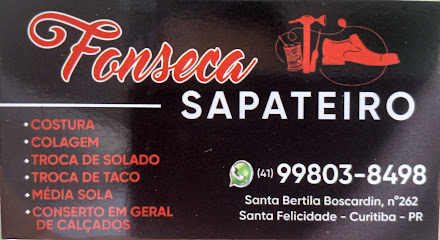 Fonseca
SAPATEIRO
• COSTURA
• COLAGEM
• TROCA DE SOLADO
• TROCA DE TACO
• MÉDIA SOLA
• CONSERTO EM GERAL
DE CALÇADOS
(41) 99803-8498
Santa Bertila Boscardin, n°262
Santa Felicidade - Curitiba - PR